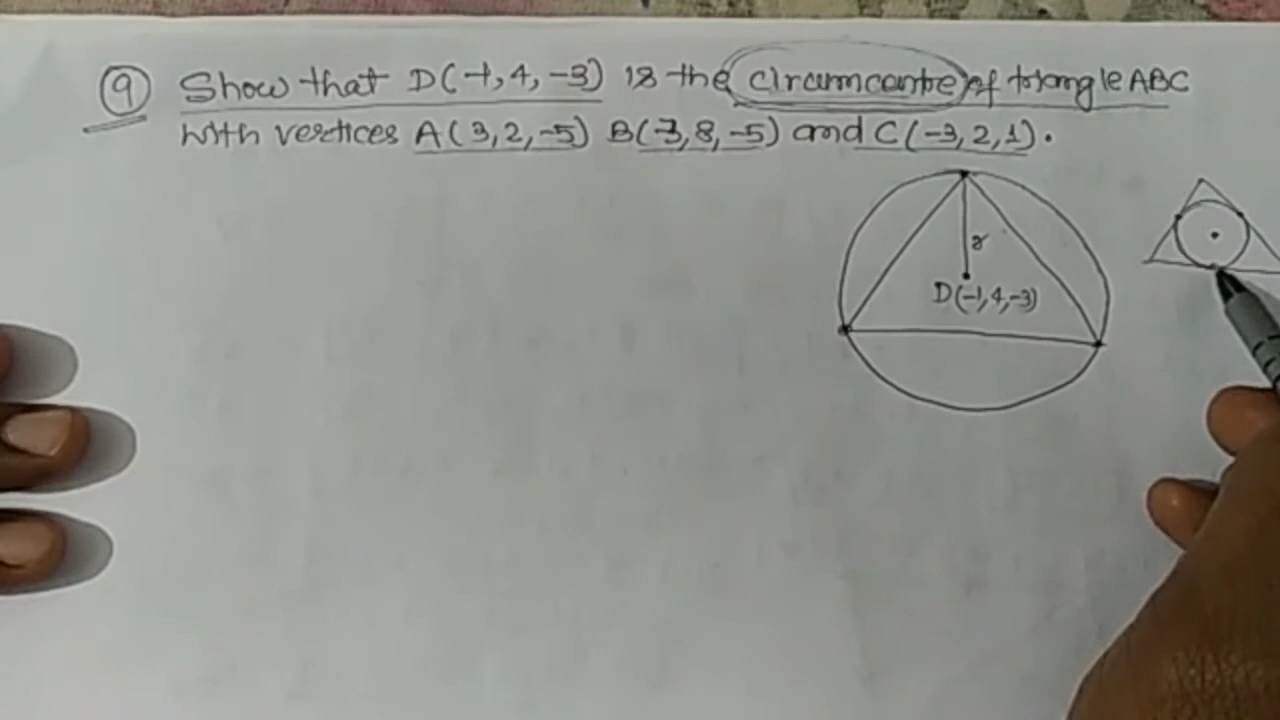 9 Show that D(-1, 4, -3) is the circumcentre of triangle ABC
with vertices A(3, 2, -5) B(-3, 8, -5) and C(-3, 2, 1).
r
D(-1, 4, -3)